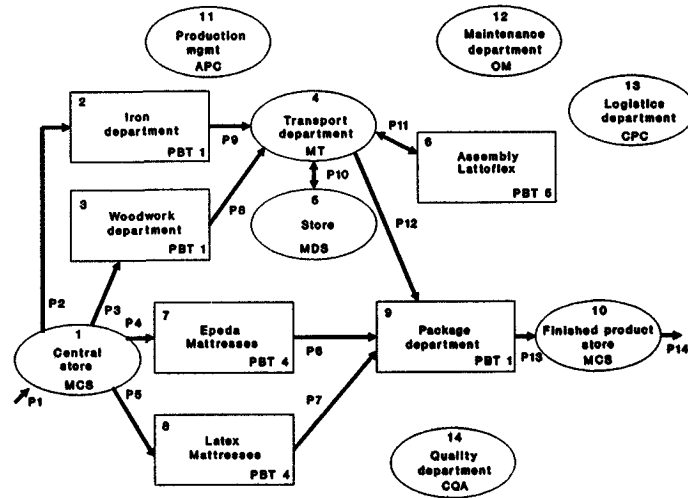 11
Production
mgmt
APC
12
Maintenance
department
OM
13
Logistics
department
CPC
2
Iron
department
PBT 1
P9
4
Transport
department
MT
P11
6
Assembly
Lattoflex
PBT 5
P10
3
Woodwork
department
PBT 1
P8
5
Store
MDS
P12
P2
P3
P4
1
Central
store
MCS
P1
P5
7
Epeda
Mattresses
PBT 4
P6
9
Package
department
PBT 1
P13
10
Finished product
store
MCS
P14
P7
8
Latex
Mattresses
PBT 4
14
Quality
department
CQA